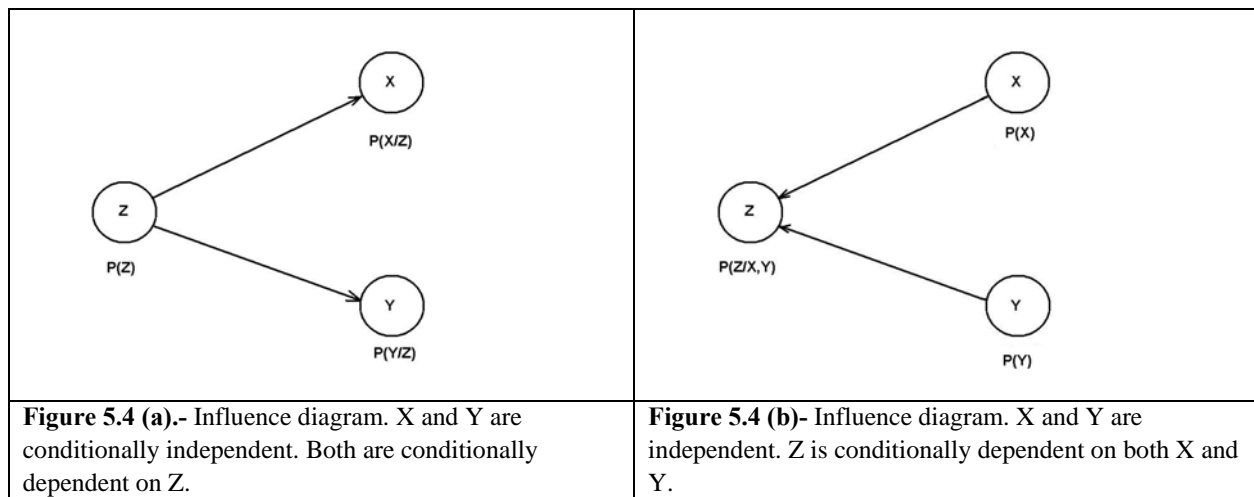 X
P(X/Z)
Z
P(Z)
Y
P(Y/Z)
Figure 5.4 (a).- Influence diagram. X and Y are
conditionally independent. Both are conditionally
dependent on Z.
X
P(X)
Z
P(Z/X,Y)
Y
P(Y)
Figure 5.4 (b)- Influence diagram. X and Y are
independent. Z is conditionally dependent on both X and
Y.